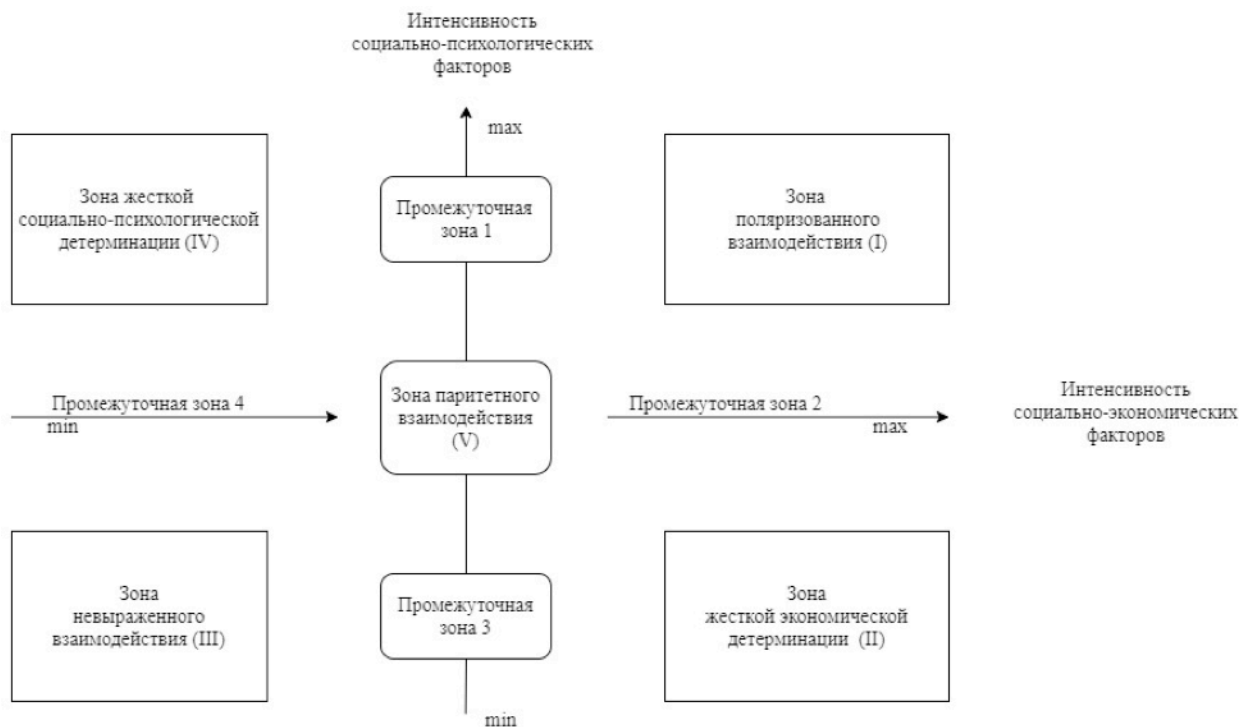 Интенсивность
социально-психологических
факторов
max
Зона жесткой
социально-психологической
детерминации (IV)
Промежуточная
зона 1
Зона
поляризованного
взаимодействия (I)
Промежуточная зона 4
min
Зона паритетного
взаимодействия
(V)
Промежуточная зона 2
max
Интенсивность
социально-экономических
факторов
Зона
невыраженного
взаимодействия (III)
Промежуточная
зона 3
Зона
жесткой экономической
детерминации (II)
min